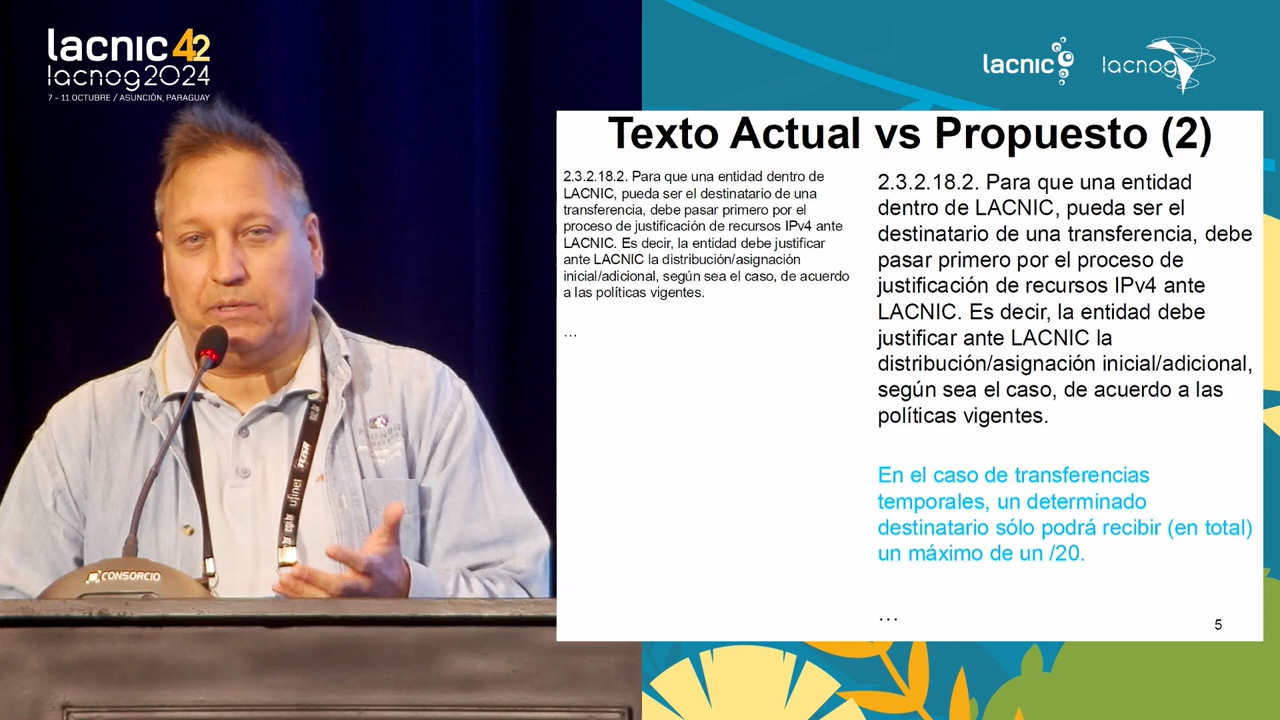 lacnic 42
lacnog2024
7 - 11 OCTUBRE / ASUNCIÓN, PARAGUAY
lacnic
lacnog
Texto Actual vs Propuesto (2)
2.3.2.18.2. Para que una entidad dentro de
LACNIC, pueda ser el destinatario de una
transferencia, debe pasar primero por el
proceso de justificación de recursos IPv4 ante
LACNIC. Es decir, la entidad debe justificar
ante LACNIC la distribución/asignación
inicial/adicional, según sea el caso, de acuerdo
a las políticas vigentes.
...
2.3.2.18.2. Para que una entidad
dentro de LACNIC, pueda ser el
destinatario de una transferencia, debe
pasar primero por el proceso de
justificación de recursos IPv4 ante
LACNIC. Es decir, la entidad debe
justificar ante LACNIC la
distribución/asignación inicial/adicional,
según sea el caso, de acuerdo a las
políticas vigentes.
En el caso de transferencias
temporales, un determinado
destinatario sólo podrá recibir (en total)
un máximo de un /20.
...
5
CONSORCIO
ufinet